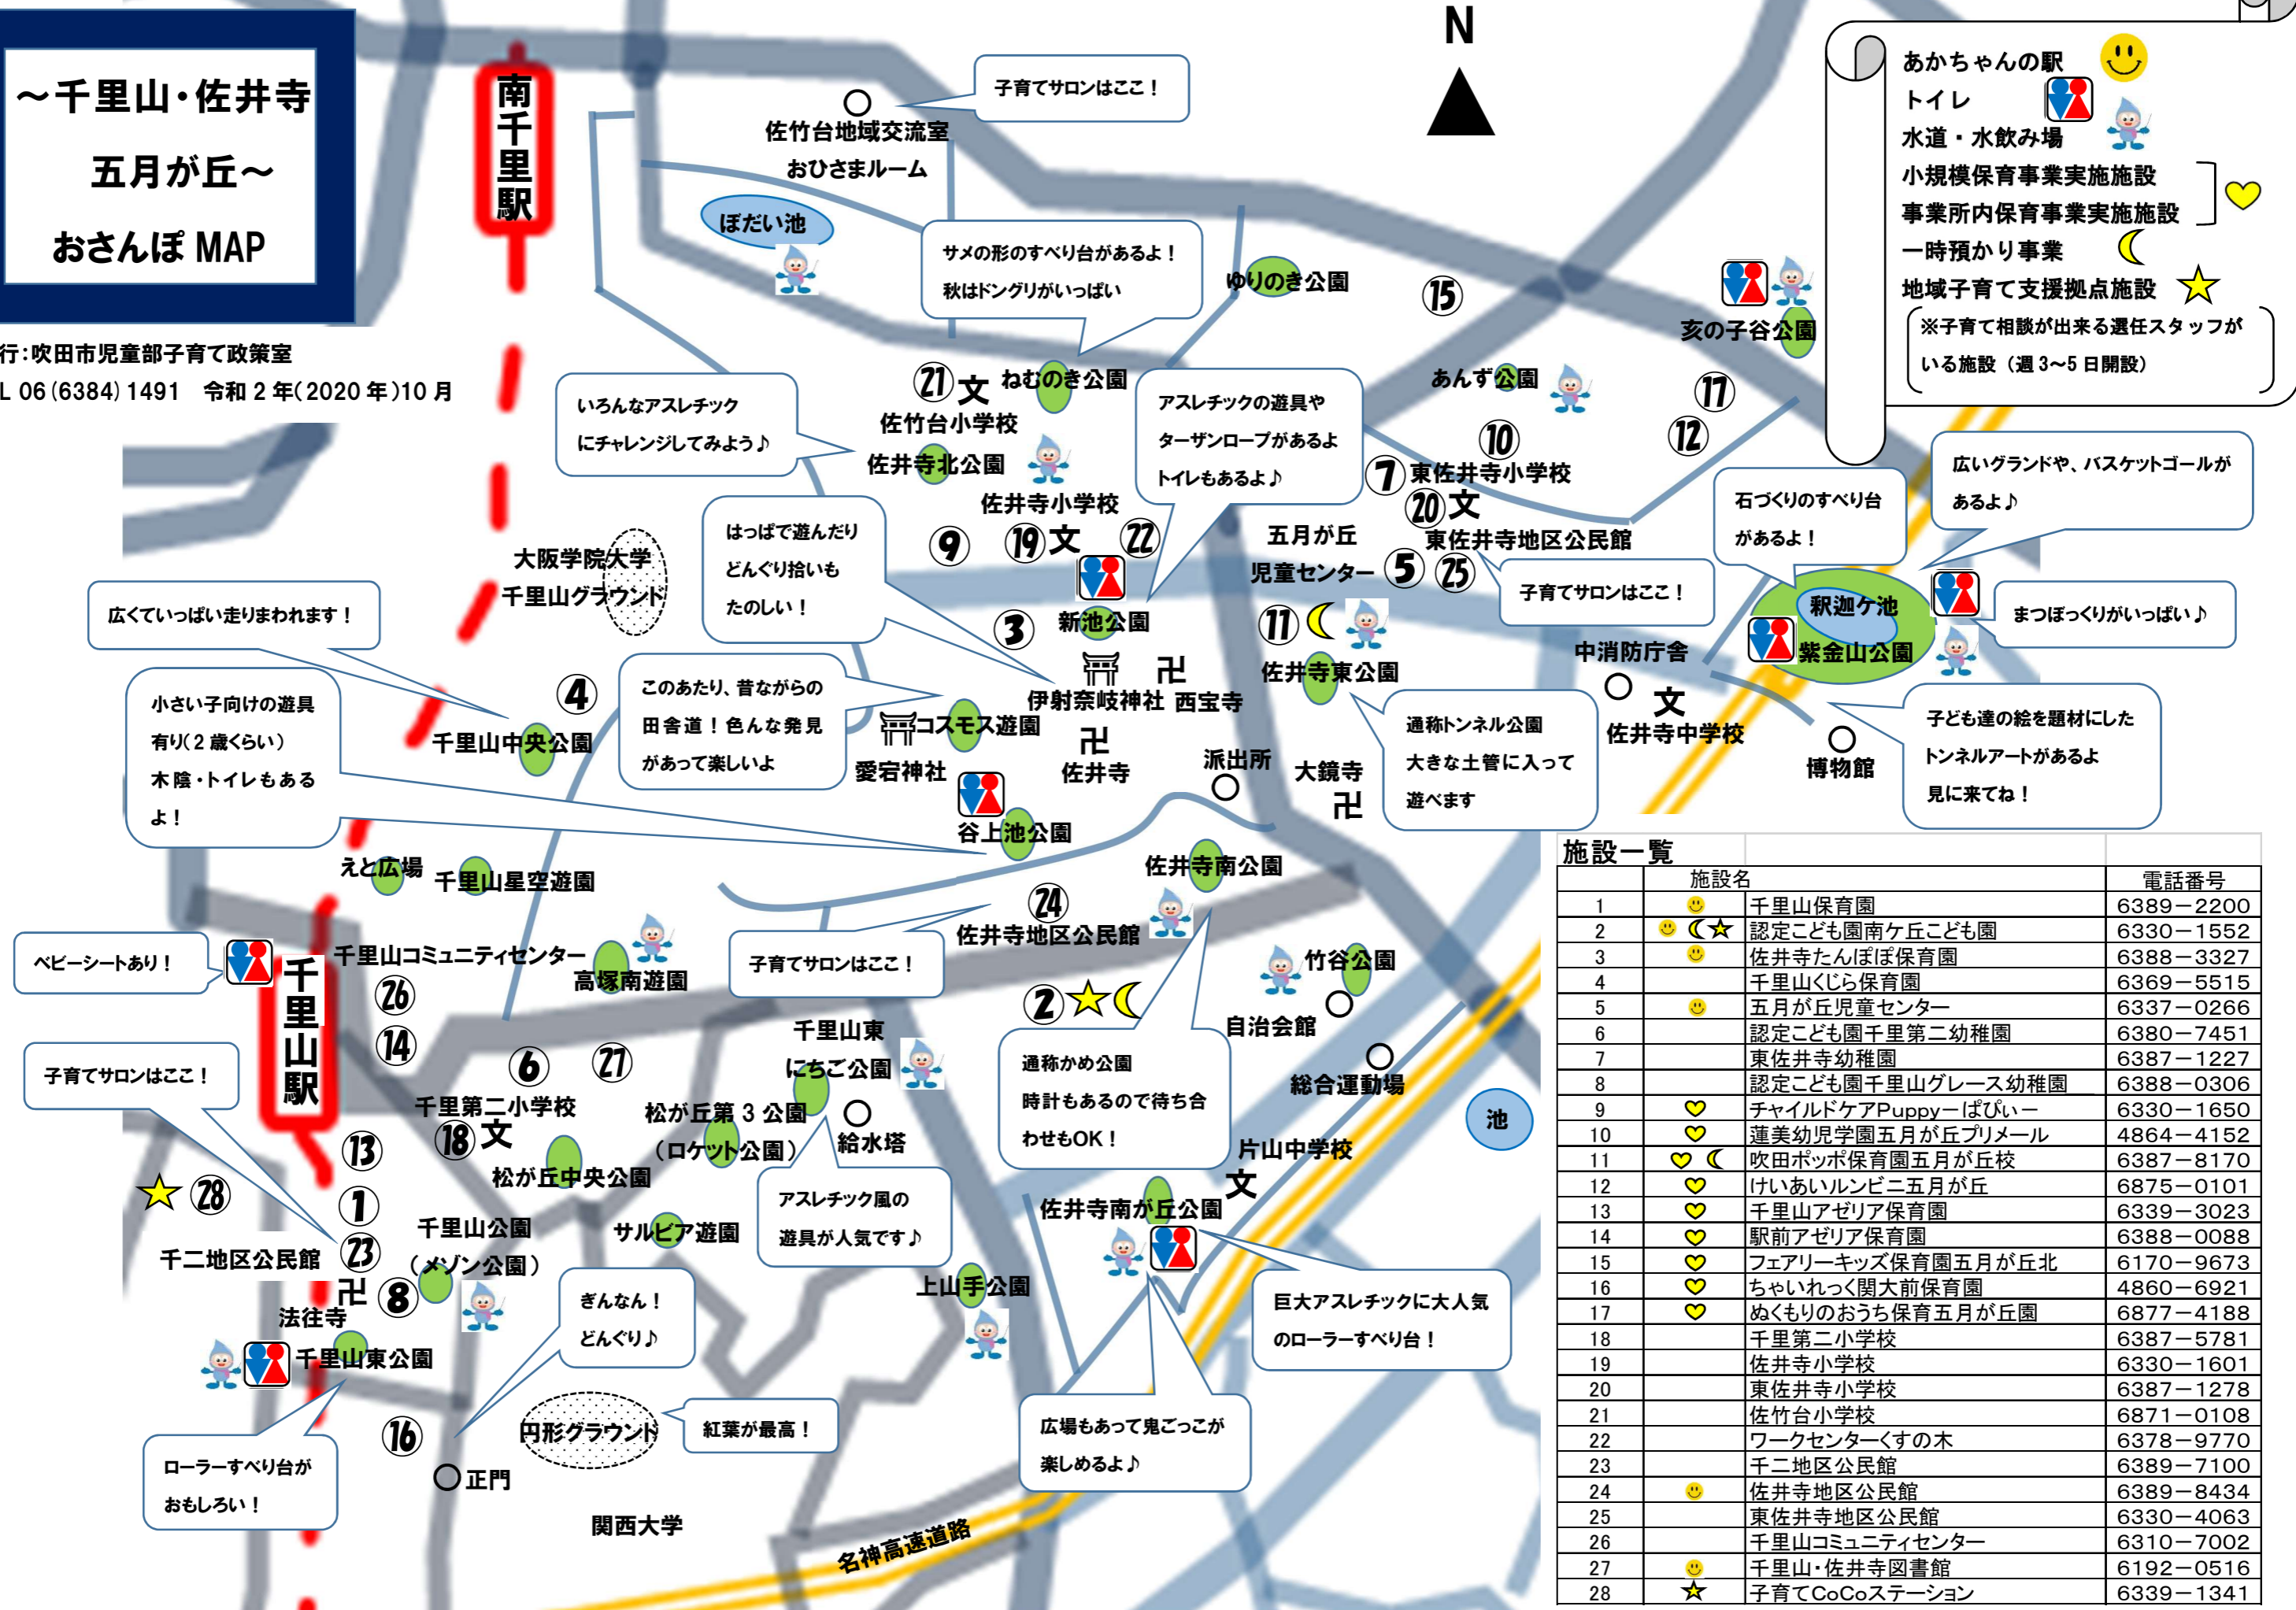 ～千里山・佐井寺
五月が丘～
おさんぽ MAP
行：吹田市児童部子育て政策室
L 06(6384)1491　令和 2 年(2020 年)10 月
N
あかちゃんの駅
トイレ
水道・水飲み場
小規模保育事業実施施設
事業所内保育事業実施施設
一時預かり事業
地域子育て支援拠点施設
※子育て相談が出来る選任スタッフが
いる施設（週 3～5 日開設）
南千里駅
子育てサロンはここ！
佐竹台地域交流室
おひさまルーム
ぼだい池
サメの形のすべり台があるよ！
秋はドングリがいっぱい
ゆりのき公園
⑮
亥の子谷公園
いろんなアスレチック
にチャレンジしてみよう♪
㉑ 文
ねむのき公園
佐竹台小学校
佐井寺北公園
アスレチックの遊具や
ターザンロープがあるよ
トイレもあるよ♪
あんず公園
⑰
⑫
⑩
⑦ 東佐井寺小学校
⑳ 文
東佐井寺地区公民館
佐井寺小学校
⑨
⑲ 文
㉒
はっぱで遊んだり
どんぐり拾いも
たのしい！
五月が丘
児童センター ⑤ ㉕
子育てサロンはここ！
石づくりのすべり台
があるよ！
広いグランドや、バスケットゴールが
あるよ♪
大阪学院大学
千里山グラウンド
広くていっぱい走りまわれます！
③
新池公園
⑪
佐井寺東公園
釈迦ケ池
紫金山公園
まつぼっくりがいっぱい♪
中消防庁舎
文
佐井寺中学校
博物館
子ども達の絵を題材にした
トンネルアートがあるよ
見に来てね！
小さい子向けの遊具
有り(2 歳くらい)
木陰・トイレもある
よ！
④
千里山中央公園
このあたり、昔ながらの
田舎道！色んな発見
があって楽しいよ
卍
伊射奈岐神社 西宝寺
コスモス遊園
愛宕神社
卍
佐井寺
派出所
大鏡寺
卍
通称トンネル公園
大きな土管に入って
遊べます
谷上池公園
えと広場
千里山星空遊園
佐井寺南公園
㉔
佐井寺地区公民館
ベビーシートあり！
千里山駅
千里山コミュニティセンター
㉖
高塚南遊園
子育てサロンはここ！
②
竹谷公園
自治会館
⑭
子育てサロンはここ！
⑥
㉗
千里山東
にちご公園
通称かめ公園
時計もあるので待ち合
わせもOK！
総合運動場
池
千里第二小学校
⑱ 文
松が丘第 3 公園
（ロケット公園）
給水塔
松が丘中央公園
片山中学校
文
⑬
㉘
①
千二地区公民館 ㉓
千里山公園
（メゾン公園）
サルビア遊園
アスレチック風の
遊具が人気です♪
佐井寺南が丘公園
卍 ⑧
法往寺
ぎんなん！
どんぐり♪
上山手公園
巨大アスレチックに大人気
のローラーすべり台！
千里山東公園
⑯
円形グラウンド
紅葉が最高！
広場もあって鬼ごっこが
楽しめるよ♪
ローラーすべり台が
おもしろい！
正門
関西大学
名神高速道路
施設一覧
施設名 電話番号
1 千里山保育園 6389－2200
2 認定こども園南ケ丘こども園 6330－1552
3 佐井寺たんぽぽ保育園 6388－3327
4 千里山くじら保育園 6369－5515
5 五月が丘児童センター 6337－0266
6 認定こども園千里第二幼稚園 6380－7451
7 東佐井寺幼稚園 6387－1227
8 認定こども園千里山グレース幼稚園 6388－0306
9 チャイルドケアPuppyーぱぴぃー 6330－1650
10 蓮美幼児学園五月が丘プリメール 4864－4152
11 吹田ポッポ保育園五月が丘校 6387－8170
12 けいあいルンビニ五月が丘 6875－0101
13 千里山アゼリア保育園 6339－3023
14 駅前アゼリア保育園 6388－0088
15 フェアリーキッズ保育園五月が丘北 6170－9673
16 ちゃいれっく関大前保育園 4860－6921
17 ぬくもりのおうち保育五月が丘園 6877－4188
18 千里第二小学校 6387－5781
19 佐井寺小学校 6330－1601
20 東佐井寺小学校 6387－1278
21 佐竹台小学校 6871－0108
22 ワークセンターくすの木 6378－9770
23 千二地区公民館 6389－7100
24 佐井寺地区公民館 6389－8434
25 東佐井寺地区公民館 6330－4063
26 千里山コミュニティセンター 6310－7002
27 千里山・佐井寺図書館 6192－0516
28 子育てCoCoステーション 6339－1341